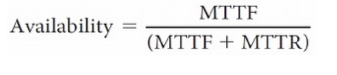 Availability = MTTF / (MTTF + MTTR)